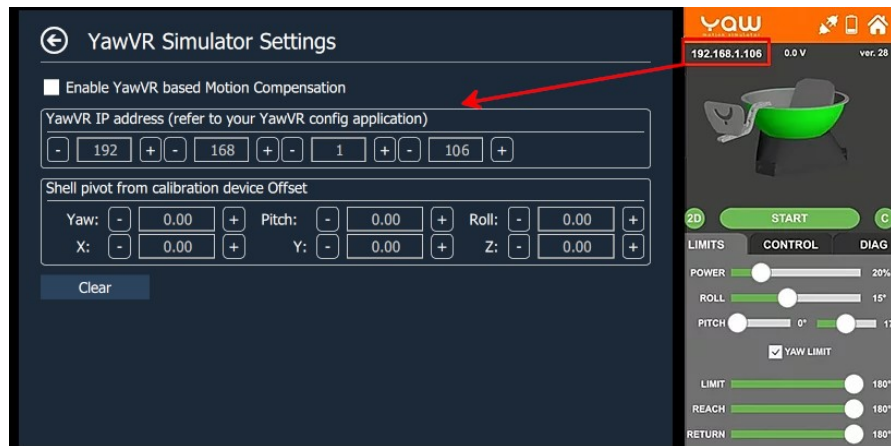 YawVR Simulator Settings
Enable YawVR based Motion Compensation
YawVR IP address (refer to your YawVR config application)
- 192 + - 168 + - 1 + - 106 +
Shell pivot from calibration device Offset
Yaw: - 0.00 + Pitch: - 0.00 + Roll: - 0.00 +
X: - 0.00 + Y: - 0.00 + Z: - 0.00 +
Clear
YAW
192.168.1.106 0.0 V ver. 28
2D START C
LIMITS CONTROL DIAG
POWER 20%
ROLL 15°
PITCH 0°
YAW LIMIT
LIMIT 180°
REACH 180°
RETURN 180°